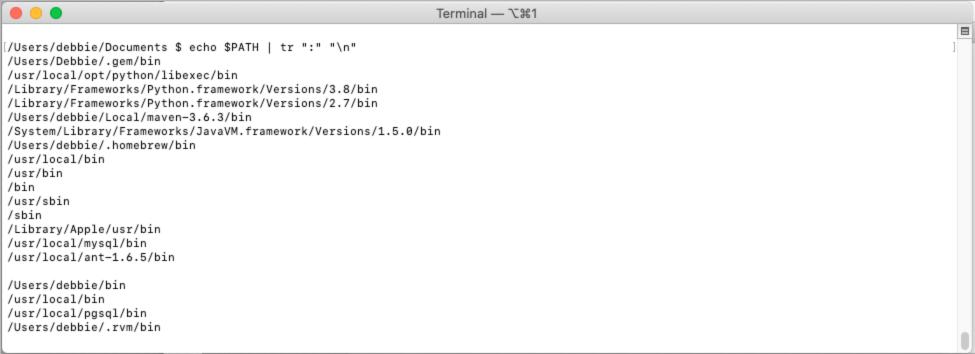 Terminal — ⌥⌘1
[/Users/debbie/Documents $ echo $PATH | tr ":" "\n" ]
/Users/Debbie/.gem/bin
/usr/local/opt/python/libexec/bin
/Library/Frameworks/Python.framework/Versions/3.8/bin
/Library/Frameworks/Python.framework/Versions/2.7/bin
/Users/debbie/Local/maven-3.6.3/bin
/System/Library/Frameworks/JavaVM.framework/Versions/1.5.0/bin
/Users/debbie/.homebrew/bin
/usr/local/bin
/usr/bin
/bin
/usr/sbin
/sbin
/Library/Apple/usr/bin
/usr/local/mysql/bin
/usr/local/ant-1.6.5/bin

/Users/debbie/bin
/usr/local/bin
/usr/local/pgsql/bin
/Users/debbie/.rvm/bin